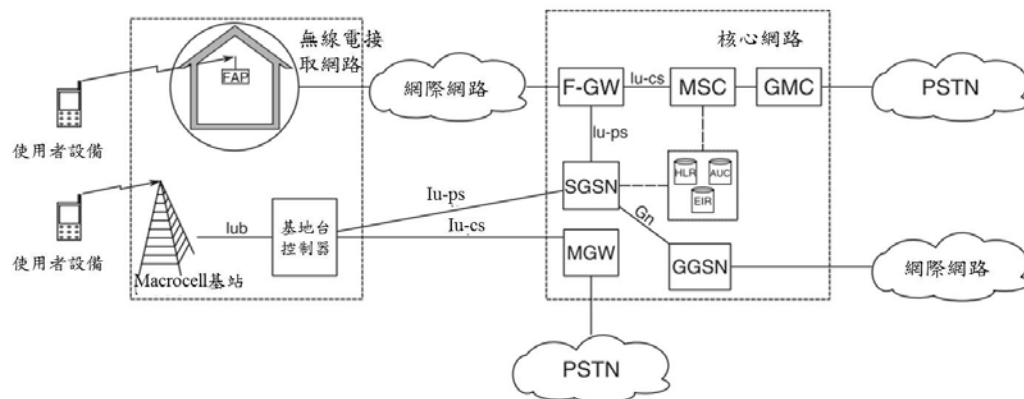 無線電接
取網路
FAP
使用者設備
使用者設備
Macrocell基站
Iub
基地台
控制器
Iu-ps
Iu-cs
網際網路
核心網路
F-GW
Iu-cs
MSC
GMC
PSTN
Iu-ps
SGSN
HLR
AUC
EIR
Gn
MGW
GGSN
網際網路
PSTN